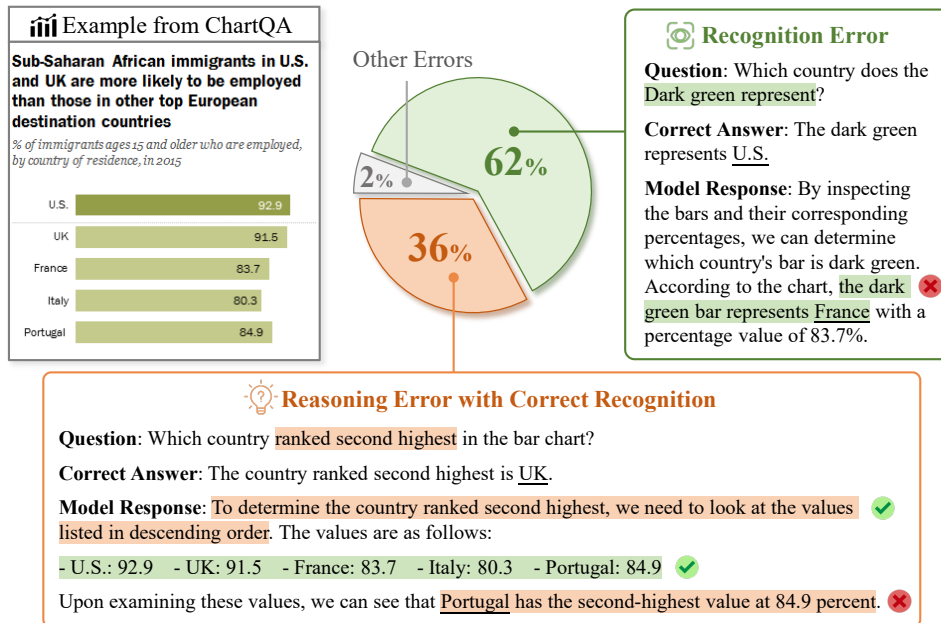 Example from ChartQA
Sub-Saharan African immigrants in U.S.
and UK are more likely to be employed
than those in other top European
destination countries
% of immigrants ages 15 and older who are employed,
by country of residence, in 2015
U.S. 92.9
UK 91.5
France 83.7
Italy 80.3
Portugal 84.9
Other Errors
62%
2%
36%
Recognition Error
Question: Which country does the
Dark green represent?
Correct Answer: The dark green
represents U.S.
Model Response: By inspecting
the bars and their corresponding
percentages, we can determine
which country's bar is dark green.
According to the chart, the dark
green bar represents France with a
percentage value of 83.7%.
Reasoning Error with Correct Recognition
Question: Which country ranked second highest in the bar chart?
Correct Answer: The country ranked second highest is UK.
Model Response: To determine the country ranked second highest, we need to look at the values
listed in descending order. The values are as follows:
- U.S.: 92.9 - UK: 91.5 - France: 83.7 - Italy: 80.3 - Portugal: 84.9
Upon examining these values, we can see that Portugal has the second-highest value at 84.9 percent.